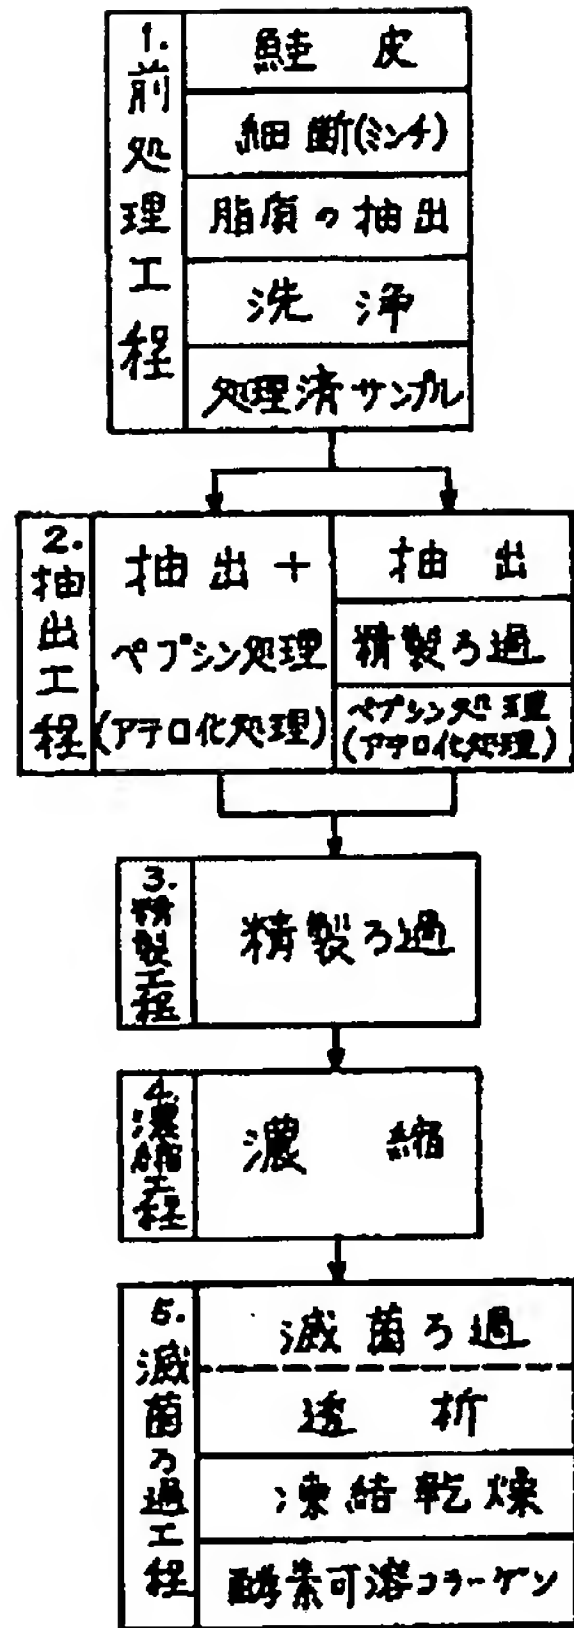 1.前処理工程
鮭皮
細断(ミンチ)
脂質の抽出
洗浄
処理済サンプル
2.抽出工程
抽出+
ペプシン処理
(アテロ化処理)
抽出
精製ろ過
ペプシン処理
(アテロ化処理)
3.精製工程
精製ろ過
4.濃縮工程
濃縮
5.滅菌ろ過工程
滅菌ろ過
透析
凍結乾燥
酵素可溶コラーゲン